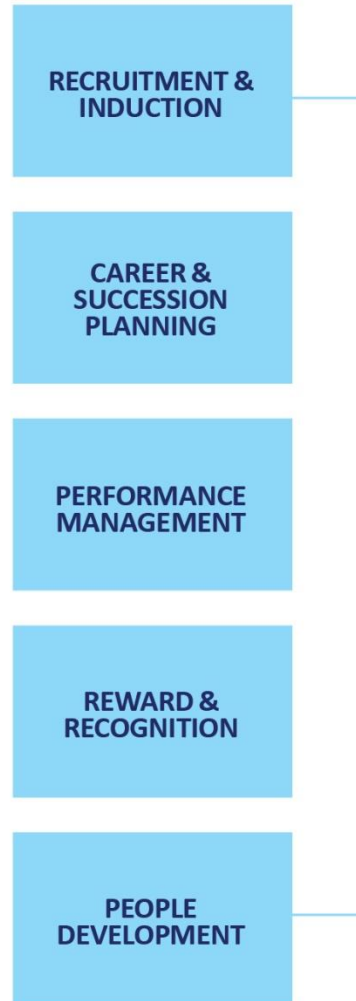 RECRUITMENT &
INDUCTION
CAREER &
SUCCESSION
PLANNING
PERFORMANCE
MANAGEMENT
REWARD &
RECOGNITION
PEOPLE
DEVELOPMENT